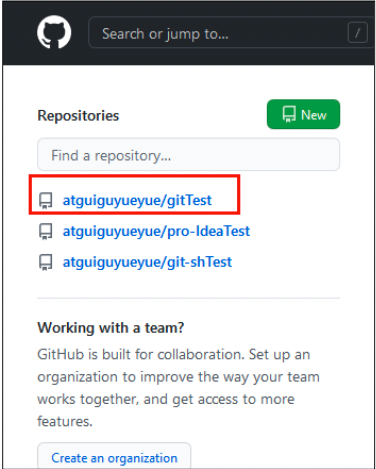 Search or jump to...
/
Repositories
New
Find a repository...
atguiguyueyue/gitTest
atguiguyueyue/pro-IdeaTest
atguiguyueyue/git-shTest
Working with a team?
GitHub is built for collaboration. Set up an
organization to improve the way your team
works together, and get access to more
features.
Create an organization